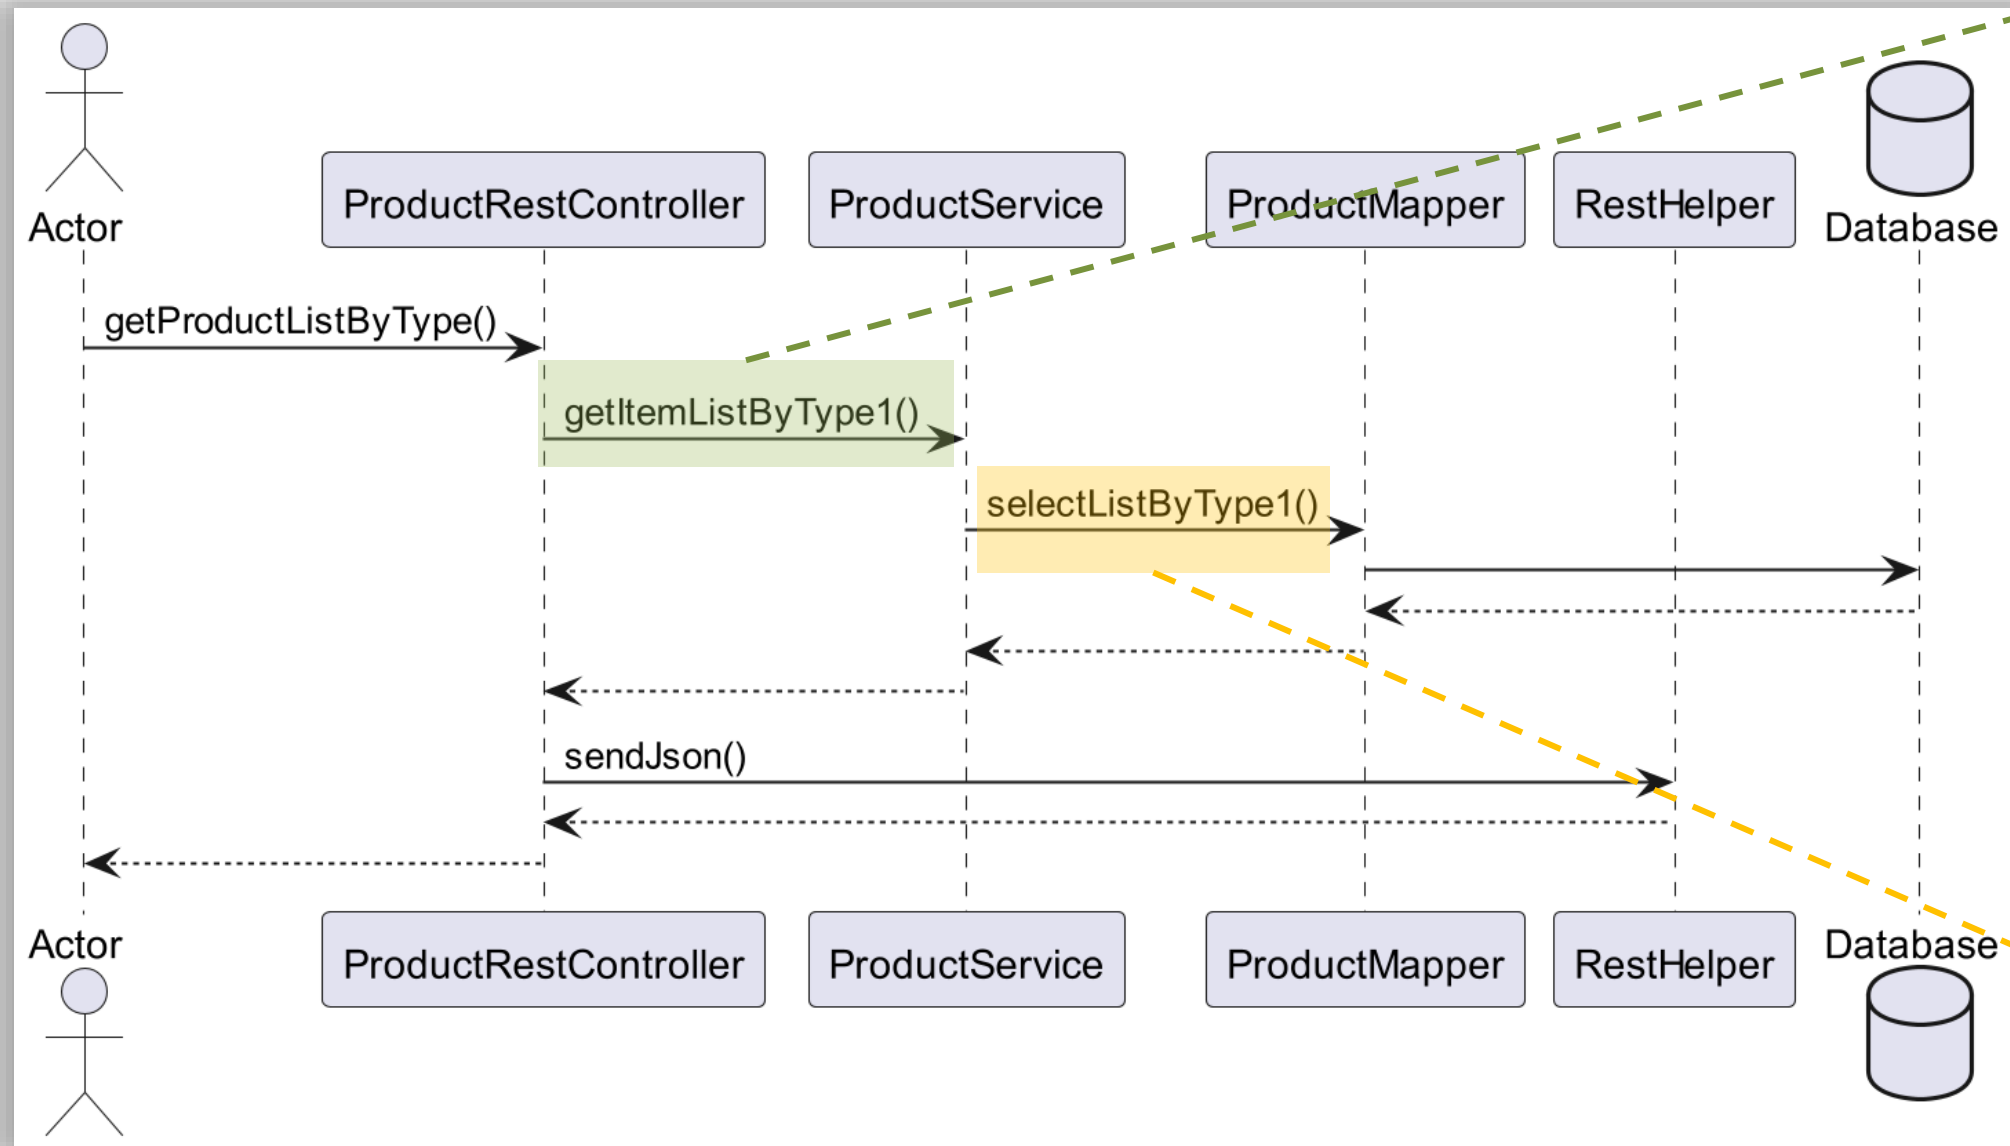 Actor
ProductRestController
ProductService
ProductMapper
RestHelper
Database
getProductListByType()
getItemListByType1()
selectListByType1()
sendJson()
Actor
ProductRestController
ProductService
ProductMapper
RestHelper
Database